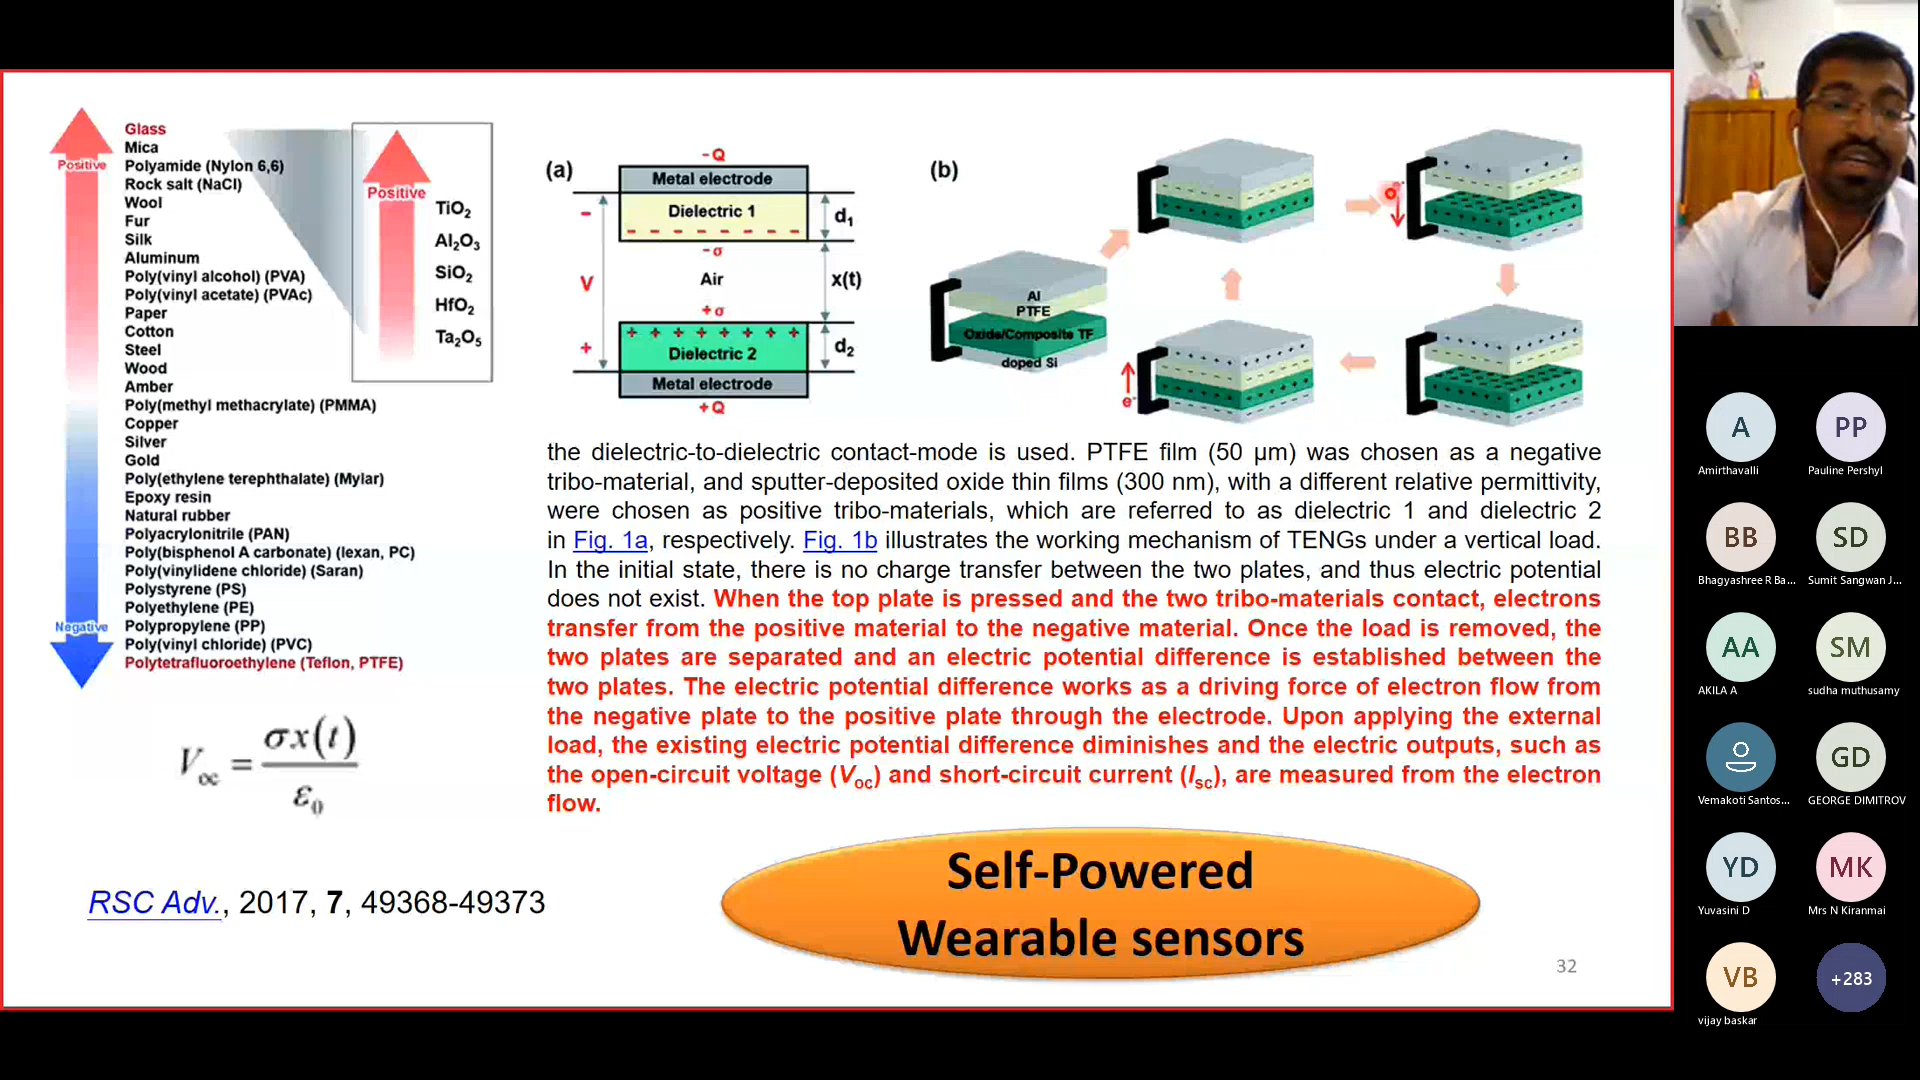 Positive
Negative
Glass
Mica
Polyamide (Nylon 6,6)
Rock salt (NaCl)
Wool
Fur
Silk
Aluminum
Poly(vinyl alcohol) (PVA)
Poly(vinyl acetate) (PVAc)
Paper
Cotton
Steel
Wood
Amber
Poly(methyl methacrylate) (PMMA)
Copper
Silver
Gold
Poly(ethylene terephthalate) (Mylar)
Epoxy resin
Natural rubber
Polyacrylonitrile (PAN)
Poly(bisphenol A carbonate) (lexan, PC)
Poly(vinylidene chloride) (Saran)
Polystyrene (PS)
Polyethylene (PE)
Polypropylene (PP)
Poly(vinyl chloride) (PVC)
Polytetrafluoroethylene (Teflon, PTFE)
Positive
TiO₂
Al₂O₃
SiO₂
HfO₂
Ta₂O₅
(a)
-Q
Metal electrode
Dielectric 1
d₁
-σ
Air
V
x(t)
+σ
Dielectric 2
d₂
Metal electrode
+Q
(b)
Al
PTFE
Oxide/Composite TF
doped Si
e⁻
the dielectric-to-dielectric contact-mode is used. PTFE film (50 μm) was chosen as a negative
tribo-material, and sputter-deposited oxide thin films (300 nm), with a different relative permittivity,
were chosen as positive tribo-materials, which are referred to as dielectric 1 and dielectric 2
in Fig. 1a, respectively. Fig. 1b illustrates the working mechanism of TENGs under a vertical load.
In the initial state, there is no charge transfer between the two plates, and thus electric potential
does not exist. When the top plate is pressed and the two tribo-materials contact, electrons
transfer from the positive material to the negative material. Once the load is removed, the
two plates are separated and an electric potential difference is established between the
two plates. The electric potential difference works as a driving force of electron flow from
the negative plate to the positive plate through the electrode. Upon applying the external
load, the existing electric potential difference diminishes and the electric outputs, such as
the open-circuit voltage (Voc) and short-circuit current (Isc), are measured from the electron
flow.
Voc = σx(t) / ε₀
RSC Adv., 2017, 7, 49368-49373
Self-Powered
Wearable sensors
32
A
Amirthavalli
PP
Pauline Pershyl
BB
Bhagyashree R Ba...
SD
Sumit Sangwan J...
AA
AKILA A
SM
sudha muthusamy
Vemakoti Santos...
GD
GEORGE DIMITROV
YD
Yuvasini D
MK
Mrs N Kiranmai
VB
vijay baskar
+283